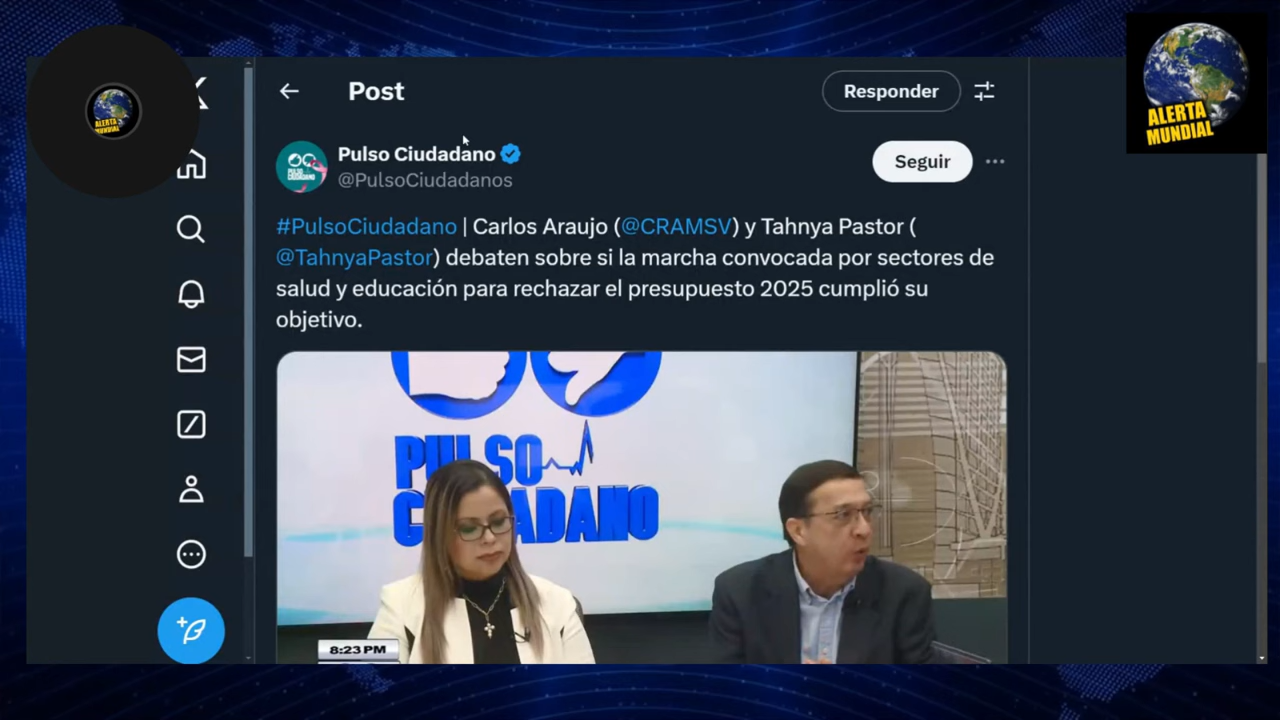 ALERTA
MUNDIAL
ALERTA
MUNDIAL
Post
Responder
Pulso Ciudadano
@PulsoCiudadanos
Seguir
#PulsoCiudadano | Carlos Araujo (@CRAMSV) y Tahnya Pastor (
@TahnyaPastor) debaten sobre si la marcha convocada por sectores de
salud y educación para rechazar el presupuesto 2025 cumplió su
objetivo.
PULSO
8:23 PM